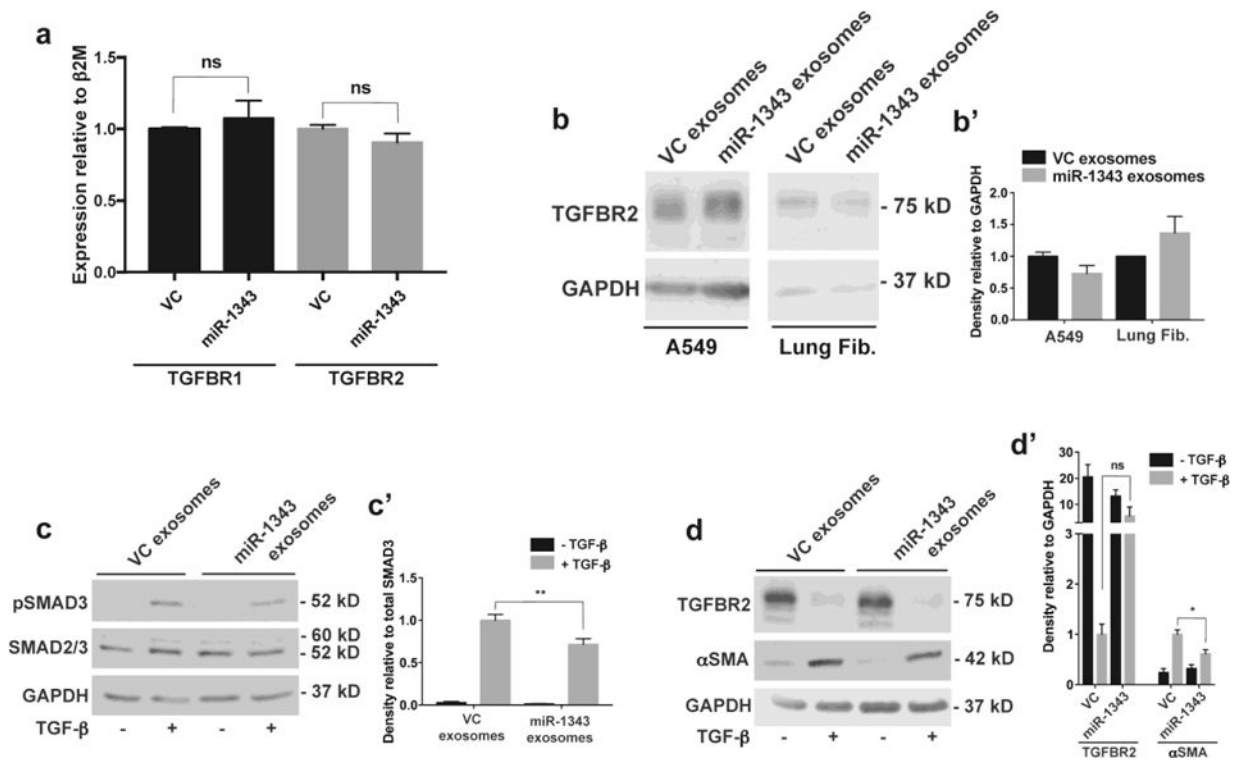 a
Expression relative to β2M
1.5
1.0
0.5
0.0
ns
ns
VC
miR-1343
VC
miR-1343
TGFBR1
TGFBR2
b
VC exosomes
miR-1343 exosomes
VC exosomes
miR-1343 exosomes
TGFBR2
- 75 kD
GAPDH
- 37 kD
A549
Lung Fib.
b'
VC exosomes
miR-1343 exosomes
Density relative to GAPDH
2.0
1.5
1.0
0.5
0.0
A549
Lung Fib.
c
VC exosomes
miR-1343
exosomes
pSMAD3
- 52 kD
SMAD2/3
- 60 kD
- 52 kD
GAPDH
- 37 kD
TGF-β
- + - +
c'
- TGF-β
+ TGF-β
Density relative to total SMAD3
1.5
1.0
0.5
0.0
**
VC
exosomes
miR-1343
exosomes
d
VC exosomes
miR-1343
exosomes
TGFBR2
- 75 kD
αSMA
- 42 kD
GAPDH
- 37 kD
TGF-β
- + - +
d'
- TGF-β
+ TGF-β
Density relative to GAPDH
30
20
10
3
2
1
0
ns
*
VC
miR-1343
VC
miR-1343
TGFBR2
αSMA